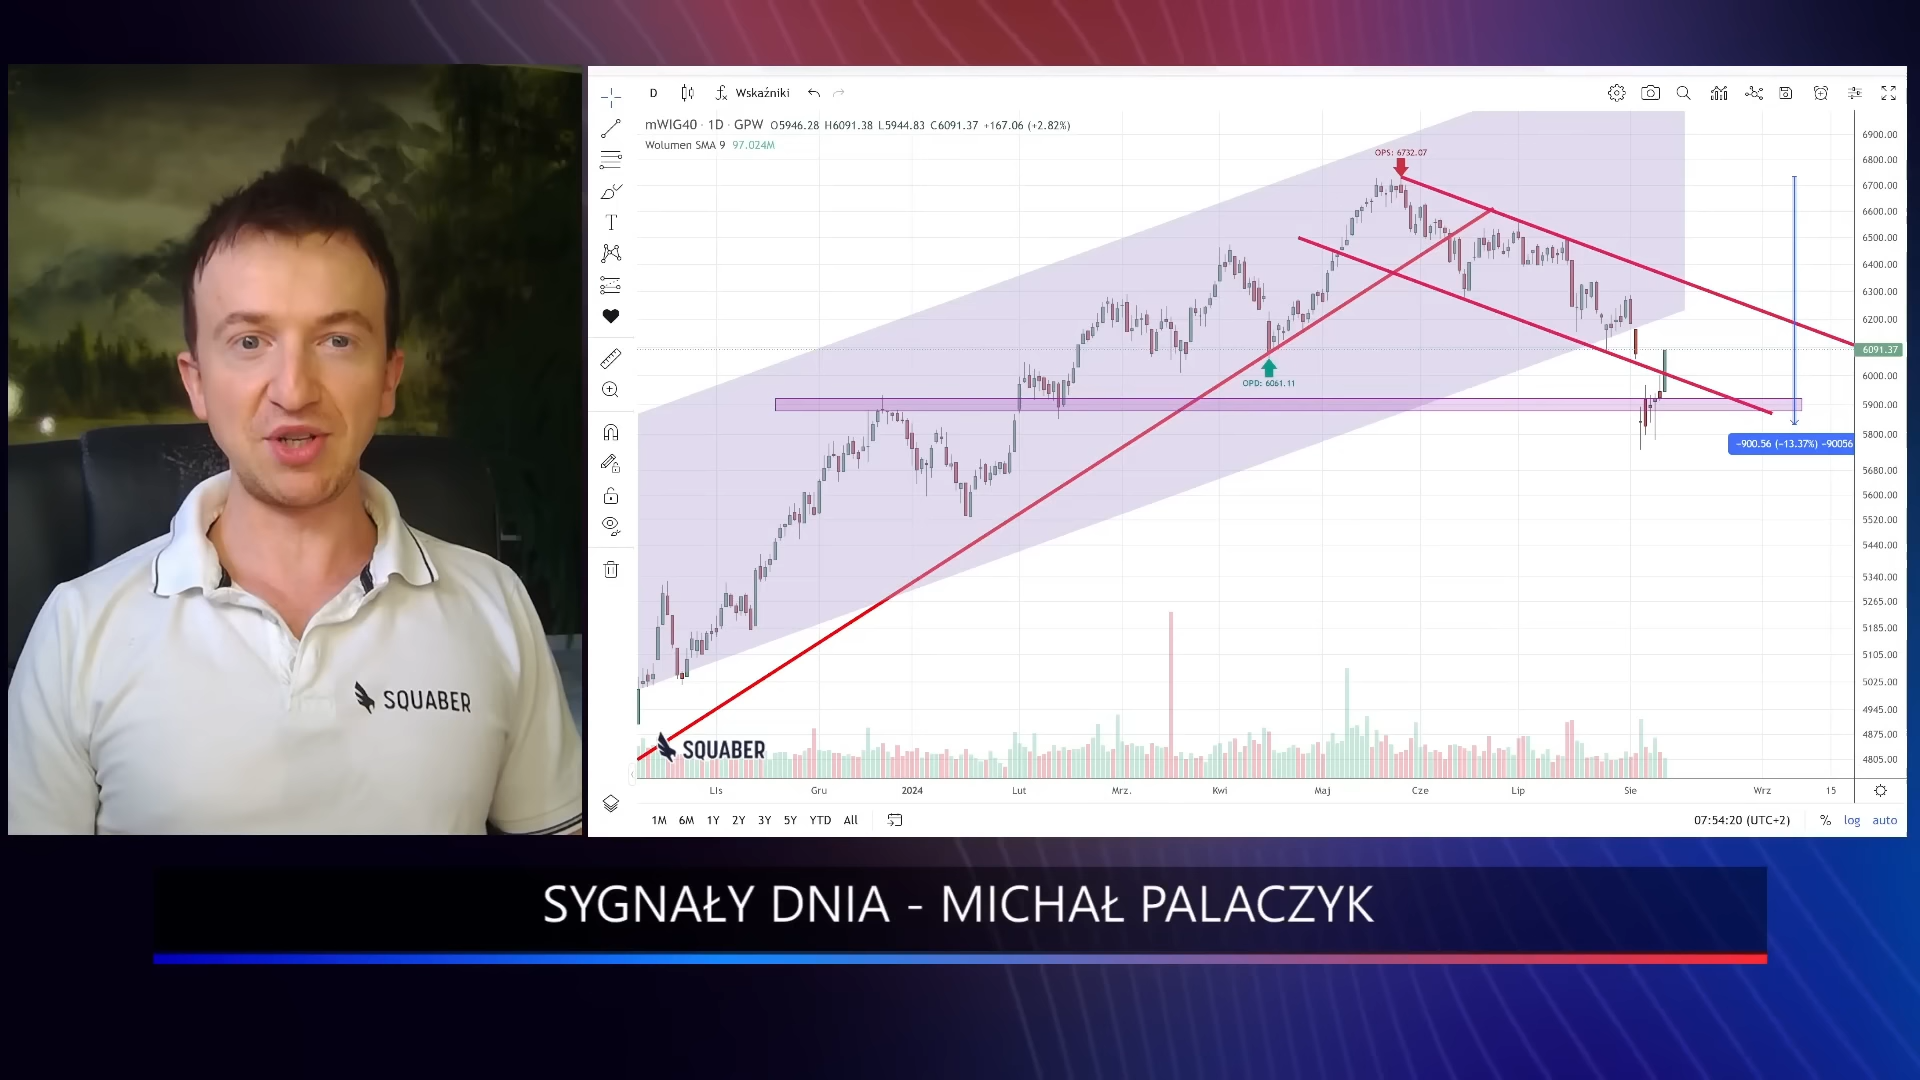 D
Wskaźniki
mWIG40 · 1D · GPW O5946.28 H6091.38 L5944.83 C6091.37 +167.06 (+2.82%)
Wolumen SMA 9 97.024M
OPS: 6732.07
OPD: 6061.11
6900.00
6800.00
6700.00
6600.00
6500.00
6400.00
6300.00
6200.00
6091.37
6000.00
5900.00
5800.00
-900.56 (-13.37%) -90056
5680.00
5600.00
5520.00
5440.00
5340.00
5265.00
5185.00
5105.00
5025.00
4945.00
4875.00
4805.00
SQUABER
SQUABER
Lis Gru 2024 Lut Mrz. Kwi Maj Cze Lip Sie Wrz 15
1M 6M 1Y 2Y 3Y 5Y YTD All
07:54:20 (UTC+2) % log auto
SYGNAŁY DNIA - MICHAŁ PALACZYK